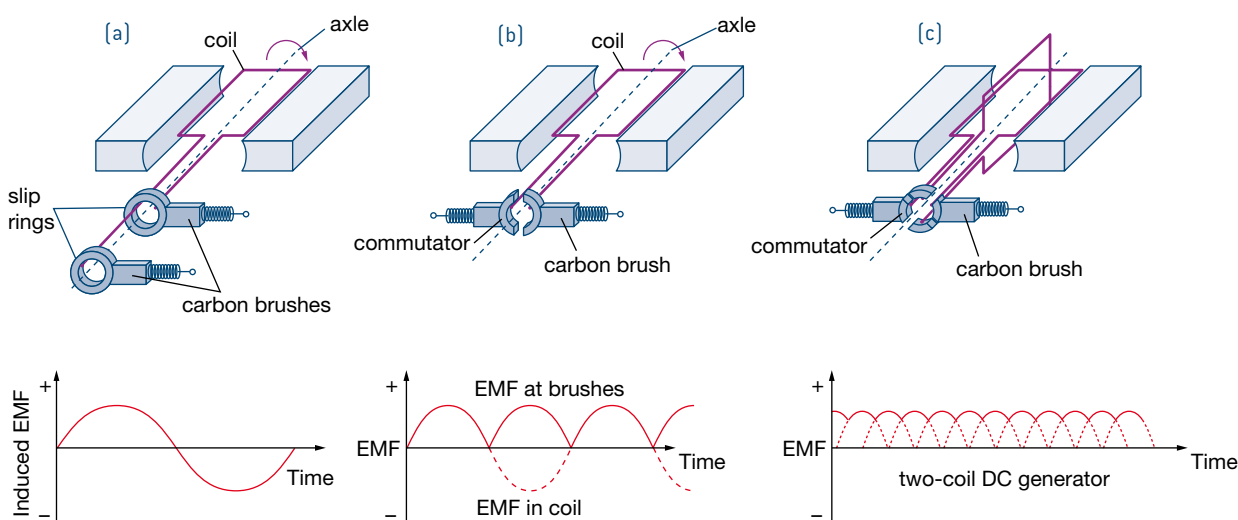 (a)
coil
axle
slip
rings
carbon brushes
(b)
coil
axle
commutator
carbon brush
(c)
commutator
carbon brush
Induced EMF
+
–
Time
+
EMF
–
EMF at brushes
Time
EMF in coil
+
EMF
–
Time
two-coil DC generator